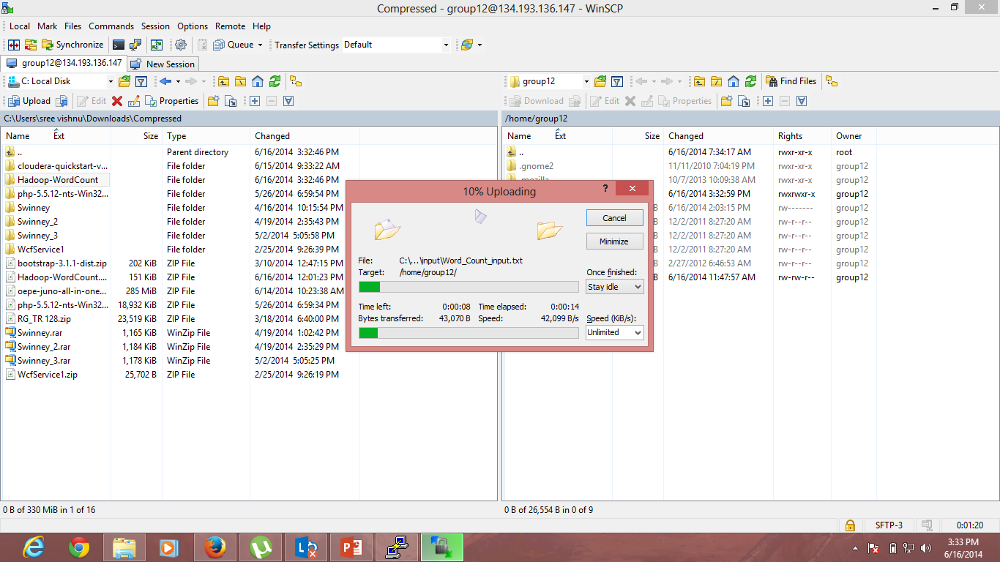 Compressed - group12@134.193.136.147 - WinSCP
Local Mark Files Commands Session Options Remote Help
Synchronize Queue Transfer Settings Default
group12@134.193.136.147 New Session
C: Local Disk group12 Find Files
Upload Edit Properties Download Edit Properties
C:\Users\sree vishnu\Downloads\Compressed /home/group12
Name Ext Size Type Changed Name Ext Size Changed Rights Owner
.. Parent directory 6/16/2014 3:32:46 PM .. 6/16/2014 7:34:17 AM rwxr-xr-x root
cloudera-quickstart-v... File folder 6/15/2014 9:33:22 AM .gnome2 11/11/2010 7:04:19 PM rwxr-xr-x group12
Hadoop-WordCount File folder 6/16/2014 3:32:46 PM .mozilla 10/7/2013 10:09:38 AM rwxr-xr-x group12
php-5.5.12-nts-Win32... File folder 5/26/2014 6:59:54 PM 6/16/2014 3:32:59 PM rwxrwxr-x group12
Swinney File folder 4/16/2014 10:15:54 PM B 6/16/2014 2:03:15 PM rw------- group12
Swinney_2 File folder 4/19/2014 2:35:43 PM B 12/2/2011 8:27:20 AM rw-r--r-- group12
Swinney_3 File folder 5/2/2014 5:05:58 PM B 12/2/2011 8:27:20 AM rw-r--r-- group12
WcfService1 File folder 2/25/2014 9:26:39 PM B 12/2/2011 8:27:20 AM rw-r--r-- group12
bootstrap-3.1.1-dist.zip 202 KiB ZIP File 3/10/2014 12:47:15 PM B 2/27/2012 6:46:53 AM rw-r--r-- group12
Hadoop-WordCount.... 151 KiB ZIP File 6/16/2014 12:01:23 PM B 6/16/2014 11:47:57 AM rw-rw-r-- group12
oepe-juno-all-in-one... 285 MiB ZIP File 6/14/2014 10:23:38 AM
php-5.5.12-nts-Win32... 18,932 KiB ZIP File 5/26/2014 6:59:34 PM
RG_TR 128.zip 23,519 KiB ZIP File 3/18/2014 6:40:00 PM
Swinney.rar 1,165 KiB WinZip File 4/19/2014 1:02:42 PM
Swinney_2.rar 1,184 KiB WinZip File 4/19/2014 2:35:29 PM
Swinney_3.rar 1,178 KiB WinZip File 5/2/2014 5:05:25 PM
WcfService1.zip 25,702 B ZIP File 2/25/2014 9:26:19 PM
10% Uploading ?
Cancel
Minimize
File: C:\...\input\Word_Count_input.txt
Target: /home/group12/ Once finished:
Stay idle
Time left: 0:00:08 Time elapsed: 0:00:14
Bytes transferred: 43,070 B Speed: 42,099 B/s Speed (KiB/s):
Unlimited
0 B of 330 MiB in 1 of 16 0 B of 26,554 B in 0 of 9
SFTP-3 0:01:20
3:33 PM
6/16/2014